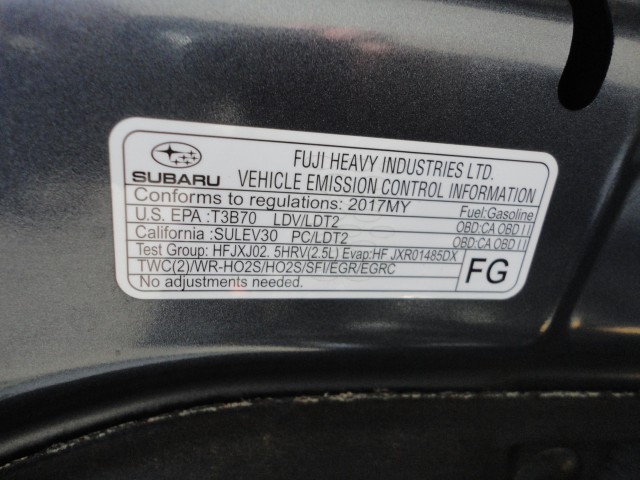 SUBARU
FUJI HEAVY INDUSTRIES LTD.
VEHICLE EMISSION CONTROL INFORMATION
Conforms to regulations: 2017MY Fuel:Gasoline
U.S. EPA :T3B70 LDV/LDT2 OBD:CA OBD II
California :SULEV30 PC/LDT2 OBD:CA OBD II
Test Group: HFJXJ02. 5HRV(2.5L) Evap:HF JXR01485DX
TWC(2)/WR-HO2S/HO2S/SFI/EGR/EGRC
No adjustments needed.
FG